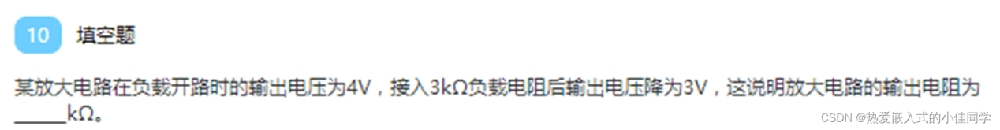 10 填空题
某放大电路在负载开路时的输出电压为4V，接入3kΩ负载电阻后输出电压降为3V，这说明放大电路的输出电阻为
_____kΩ。
CSDN @热爱嵌入式的小佳同学